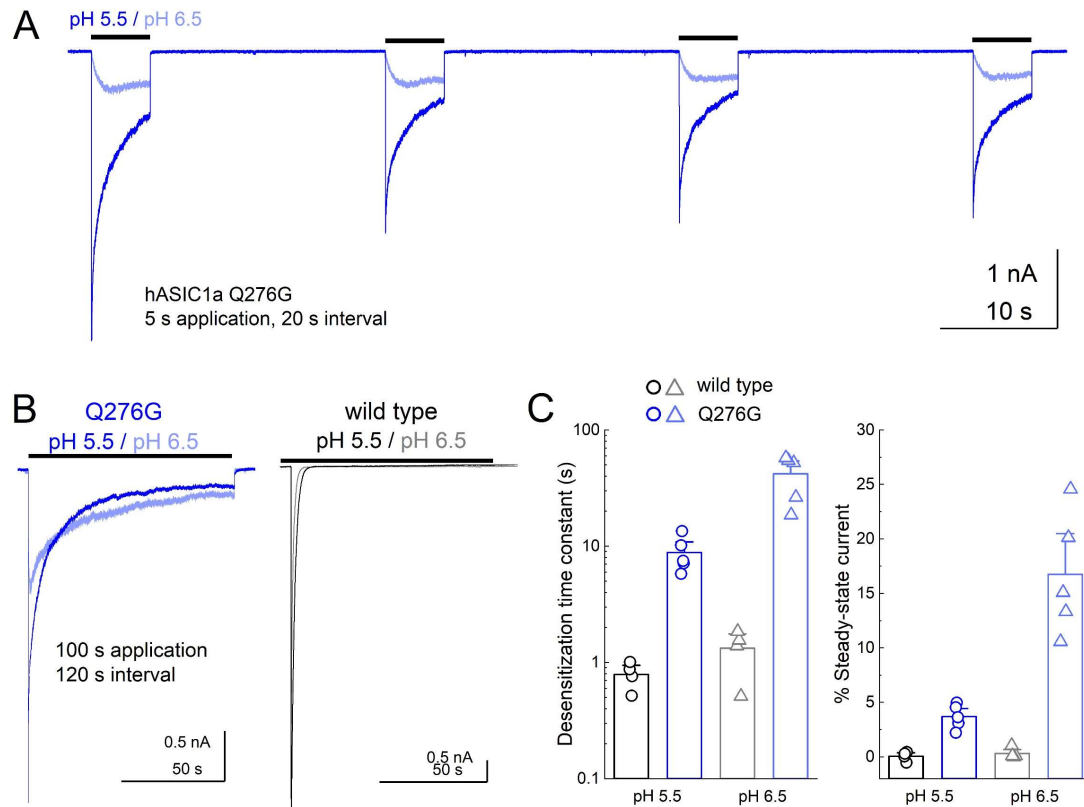 A
pH 5.5 / pH 6.5
hASIC1a Q276G
5 s application, 20 s interval
1 nA
10 s
B
Q276G
pH 5.5 / pH 6.5
100 s application
120 s interval
0.5 nA
50 s
wild type
pH 5.5 / pH 6.5
0.5 nA
50 s
C
wild type
Q276G
Desensitization time constant (s)
100
10
1
0.1
pH 5.5
pH 6.5
% Steady-state current
30
25
20
15
10
5
0
pH 5.5
pH 6.5